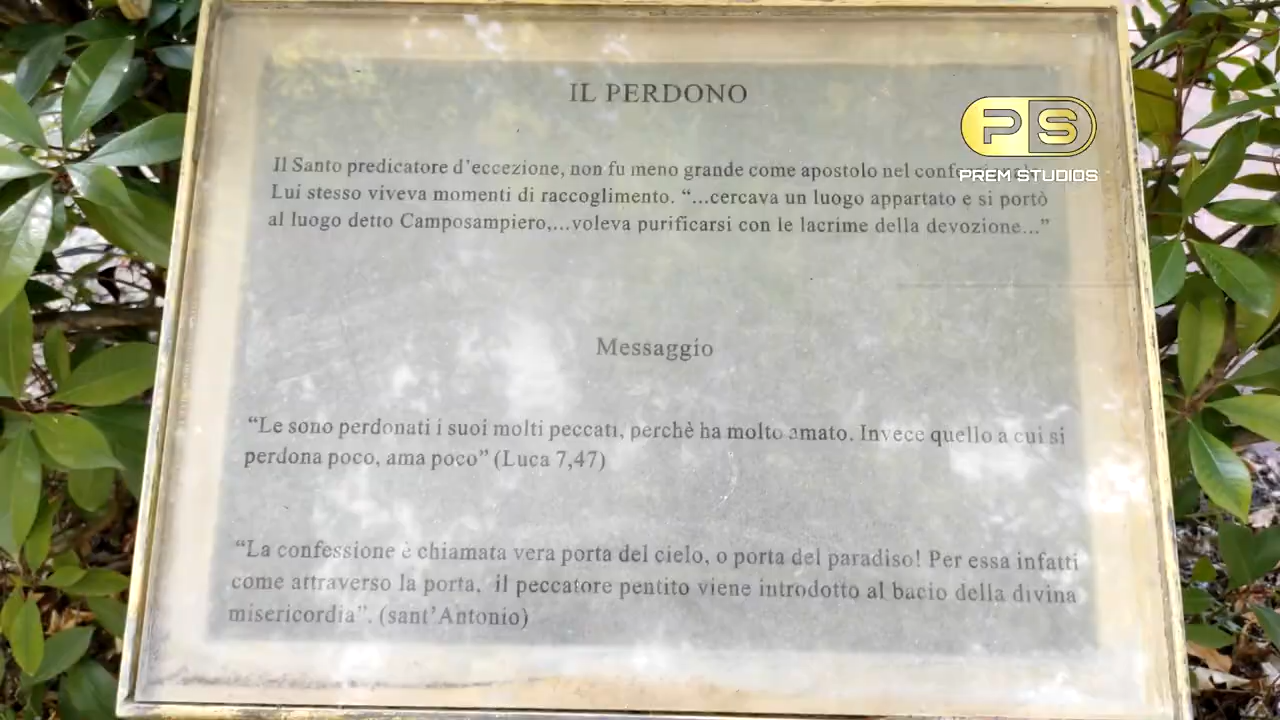 IL PERDONO
PS
PREM STUDIOS
Il Santo predicatore d'eccezione, non fu meno grande come apostolo nel
Lui stesso viveva momenti di raccoglimento. “...cercava un luogo appartato e si portò
al luogo detto Camposampiero,...voleva purificarsi con le lacrime della devozione...”
Messaggio
“Le sono perdonati i suoi molti peccati, perchè ha molto amato. Invece quello a cui si
perdona poco, ama poco” (Luca 7,47)
“La confessione è chiamata vera porta del cielo, o porta del paradiso! Per essa infatti
come attraverso la porta, il peccatore pentito viene introdotto al bacio della divina
misericordia”. (sant'Antonio)